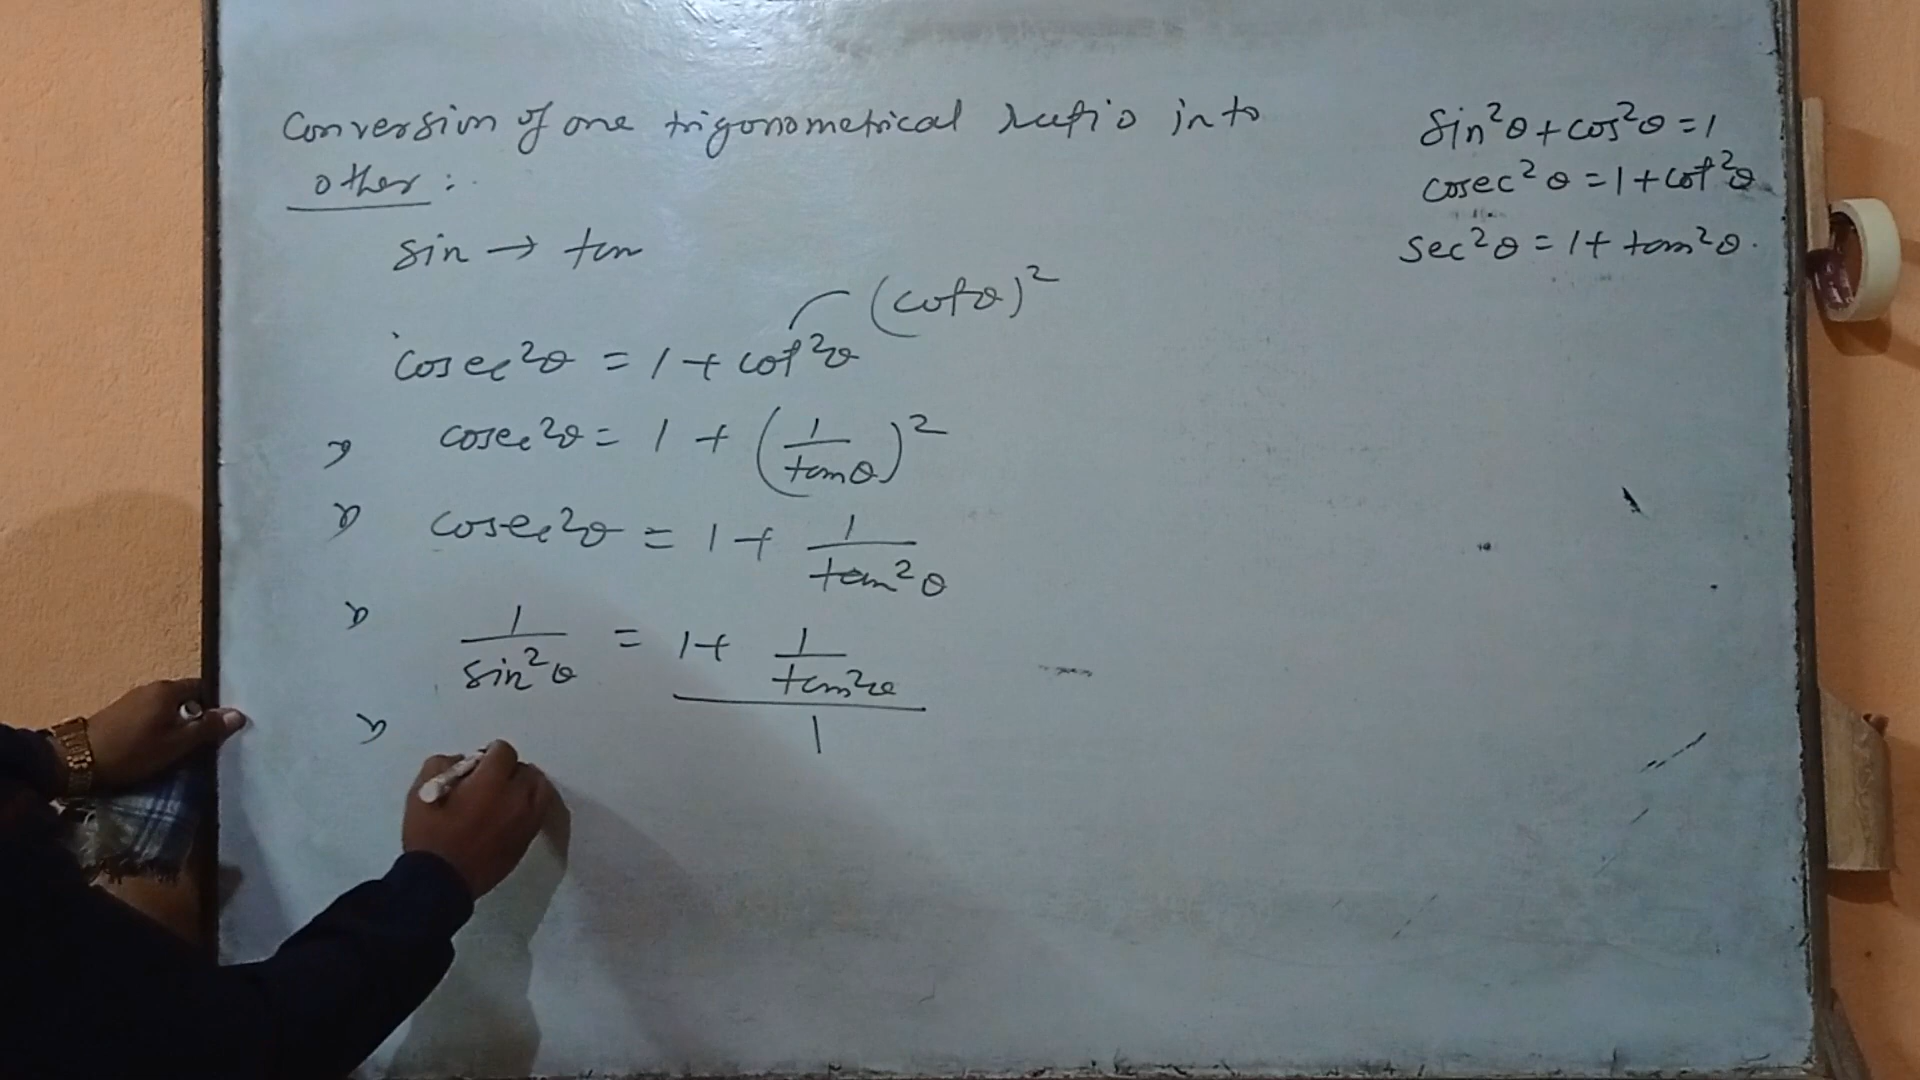 Conversion of one trigonometrical ratio into
other :
sin → tan
(cotθ)²
cosec²θ = 1 + cot²θ
⇒ cosec²θ = 1 + (1/tanθ)²
⇒ cosec²θ = 1 + 1/tan²θ
⇒ 1/sin²θ = (1 + 1/tan²θ)/1
⇒
sin²θ + cos²θ = 1
cosec²θ = 1 + cot²θ
sec²θ = 1 + tan²θ.